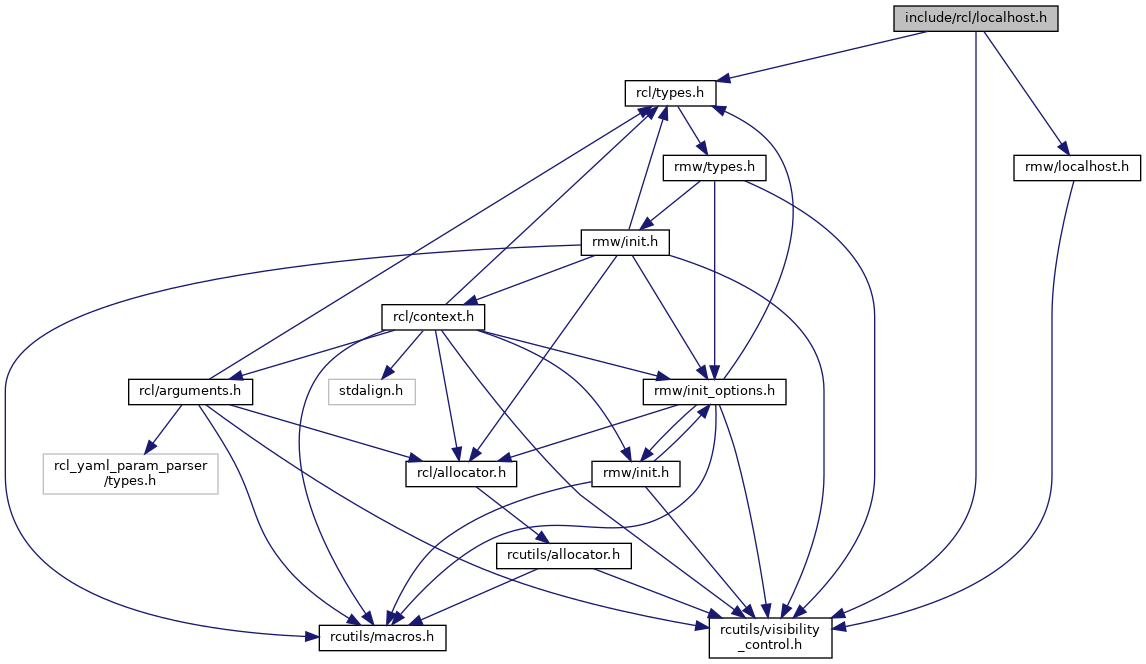 include/rcl/localhost.h
rcl/types.h
rmw/types.h
rmw/localhost.h
rmw/init.h
rcl/context.h
rcl/arguments.h
stdalign.h
rmw/init_options.h
rcl_yaml_param_parser
/types.h
rcl/allocator.h
rmw/init.h
rcutils/allocator.h
rcutils/macros.h
rcutils/visibility
_control.h